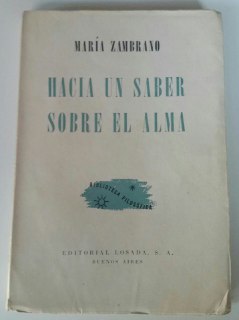 MARÍA ZAMBRANO
HACIA UN SABER
SOBRE EL ALMA
BIBLIOTECA FILOSÓFICA
EDITORIAL LOSADA, S. A.
BUENOS AIRES